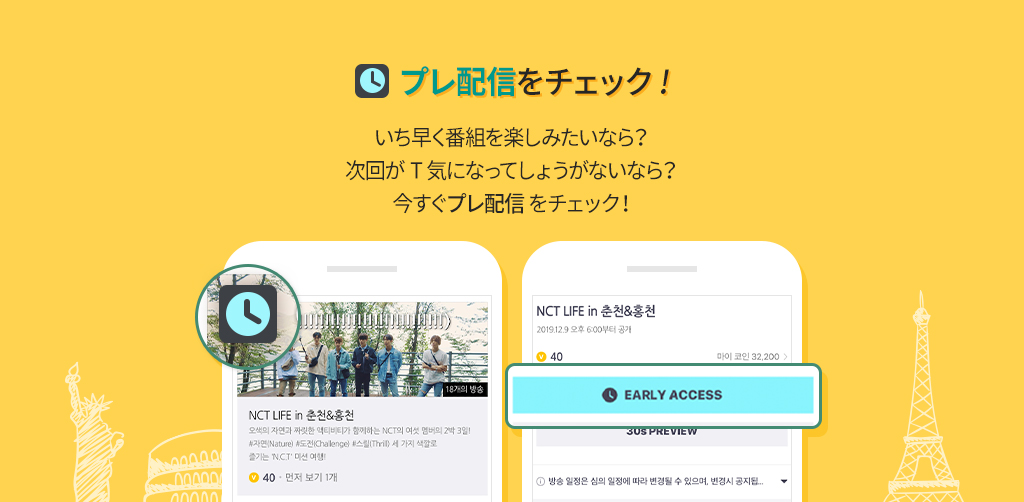 プレ配信をチェック！
いち早く番組を楽しみたいなら？
次回が T 気になってしょうがないなら？
今すぐプレ配信 をチェック！
18개의 방송
NCT LIFE in 춘천&홍천
오색의 자연과 짜릿한 액티비티가 함께하는 NCT의 여섯 멤버의 2박 3일!
#자연(Nature) #도전(Challenge) #스릴(Thrill) 세 가지 색깔로
즐기는 'N.C.T' 미션 여행!
V 40 · 먼저 보기 1개
NCT LIFE in 춘천&홍천
2019.12.9 오후 6:00부터 공개
V 40 마이 코인 32,200 >
EARLY ACCESS
30s PREVIEW
방송 일정은 심의 일정에 따라 변경될 수 있으며, 변경시 공지됩...